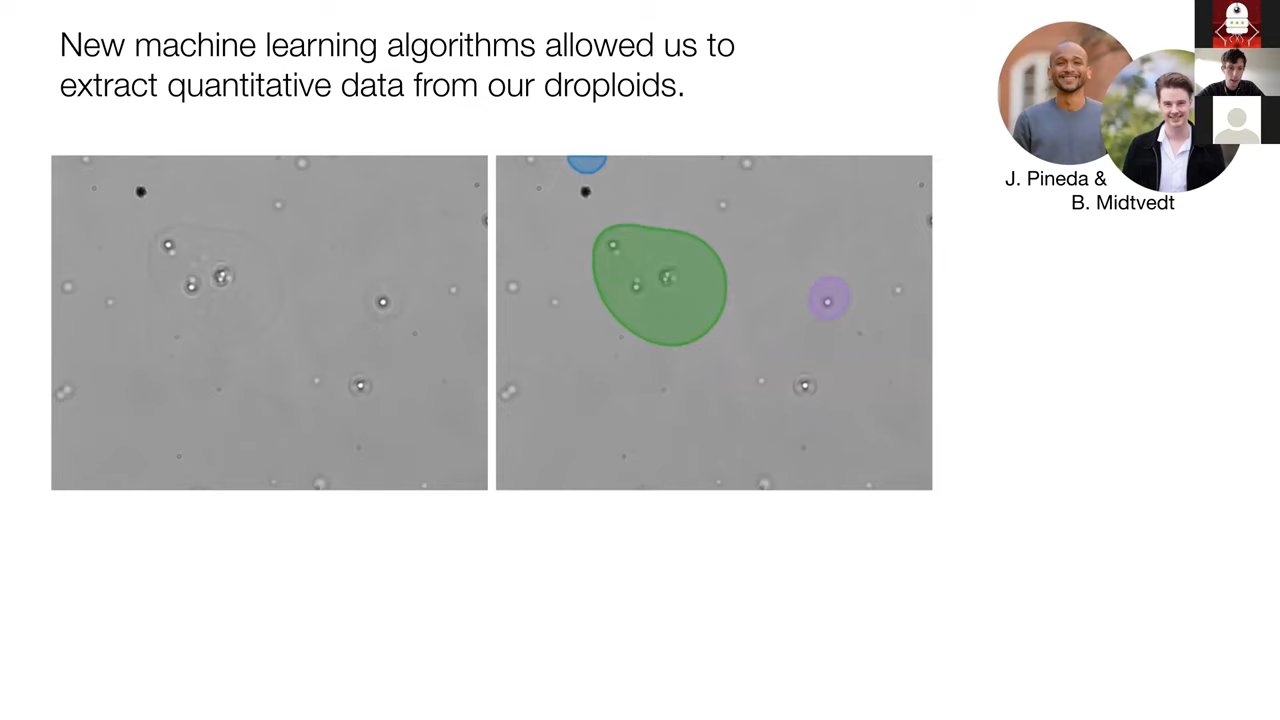 New machine learning algorithms allowed us to
extract quantitative data from our droploids.
J. Pineda &
B. Midtvedt